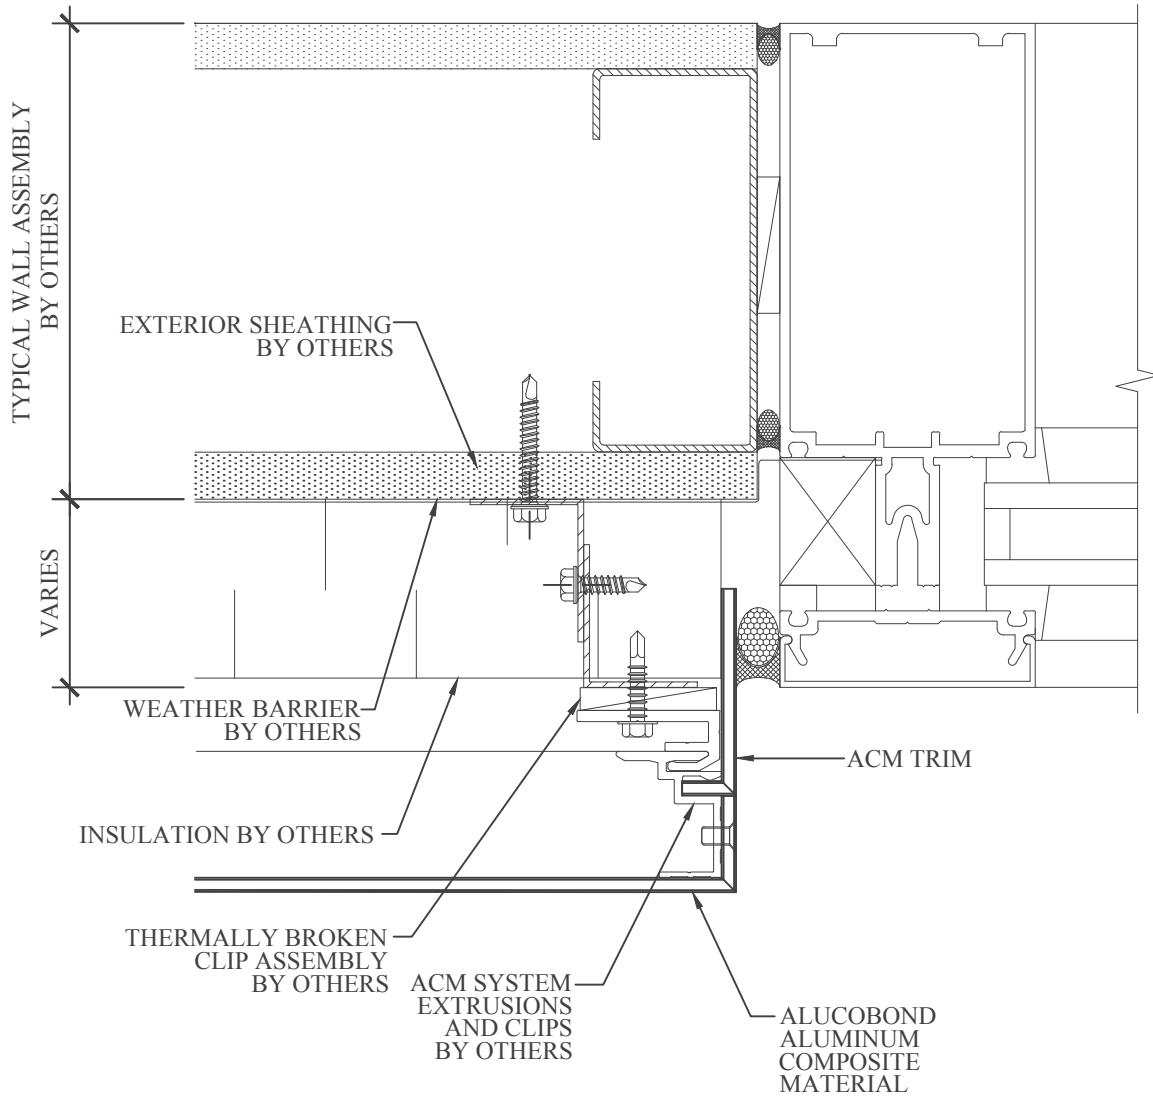 TYPICAL WALL ASSEMBLY
BY OTHERS
EXTERIOR SHEATHING
BY OTHERS
VARIES
WEATHER BARRIER
BY OTHERS
ACM TRIM
INSULATION BY OTHERS
THERMALLY BROKEN
CLIP ASSEMBLY
BY OTHERS
ACM SYSTEM
EXTRUSIONS
AND CLIPS
BY OTHERS
ALUCOBOND
ALUMINUM
COMPOSITE
MATERIAL